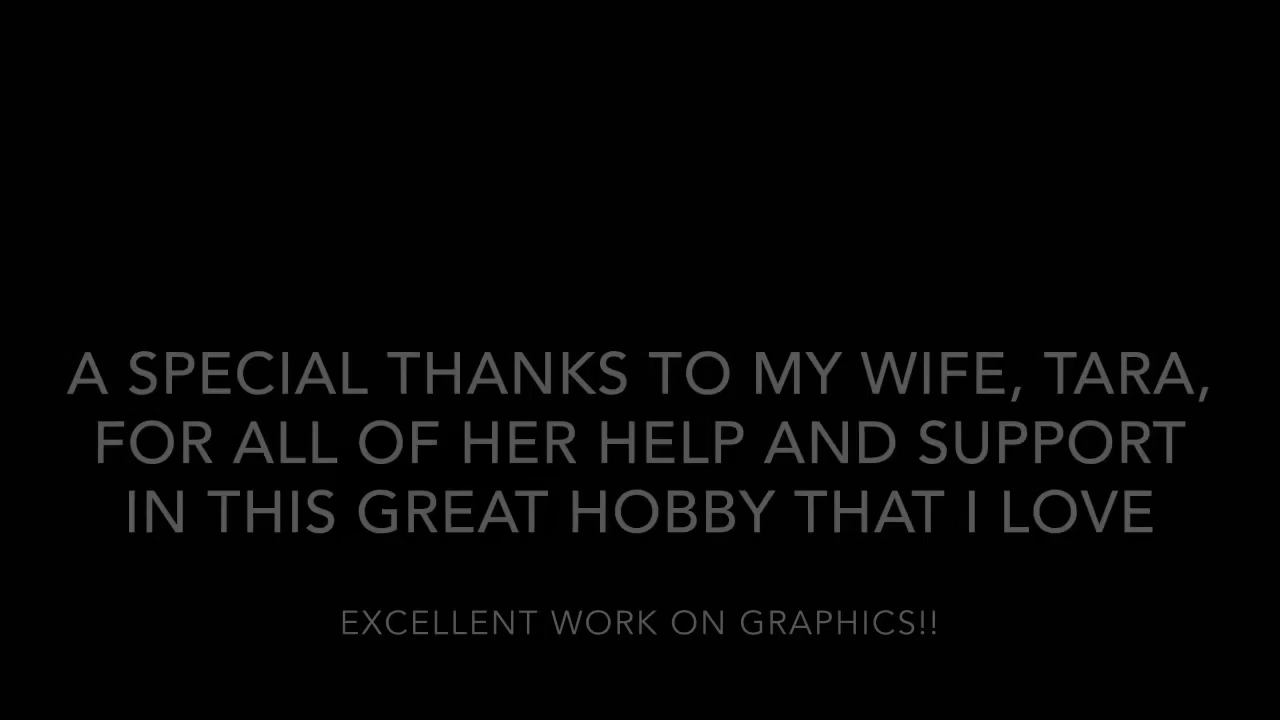 A SPECIAL THANKS TO MY WIFE, TARA,
FOR ALL OF HER HELP AND SUPPORT
IN THIS GREAT HOBBY THAT I LOVE
EXCELLENT WORK ON GRAPHICS!!